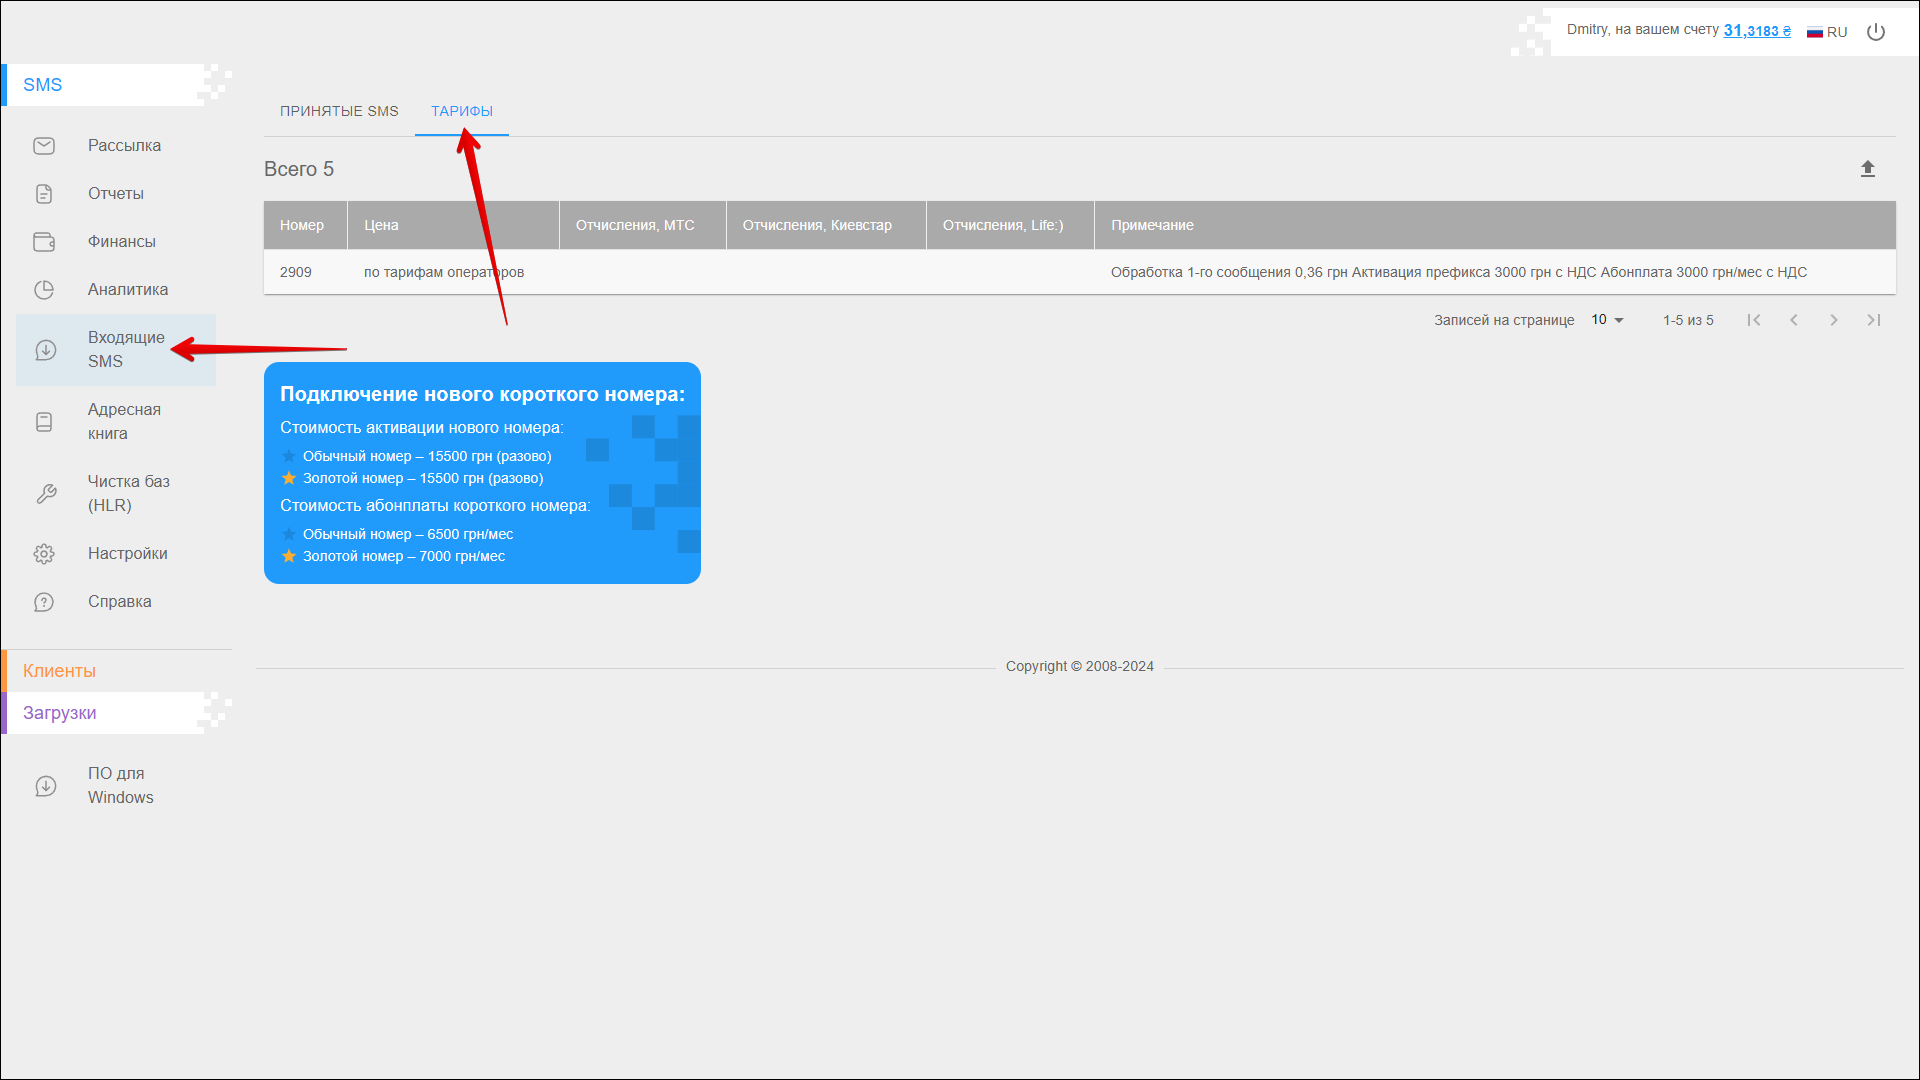 Dmitry, на вашем счету 31,3183 ₴ RU
SMS
Рассылка
Отчеты
Финансы
Аналитика
Входящие
SMS
Адресная
книга
Чистка баз
(HLR)
Настройки
Справка
Клиенты
Загрузки
ПО для
Windows
ПРИНЯТЫЕ SMS ТАРИФЫ
Всего 5
Номер Цена Отчисления, МТС Отчисления, Киевстар Отчисления, Life:) Примечание
2909 по тарифам операторов Обработка 1-го сообщения 0,36 грн Активация префикса 3000 грн с НДС Абонплата 3000 грн/мес с НДС
Записей на странице 10 1-5 из 5
Подключение нового короткого номера:
Стоимость активации нового номера:
Обычный номер – 15500 грн (разово)
Золотой номер – 15500 грн (разово)
Стоимость абонплаты короткого номера:
Обычный номер – 6500 грн/мес
Золотой номер – 7000 грн/мес
Copyright © 2008-2024